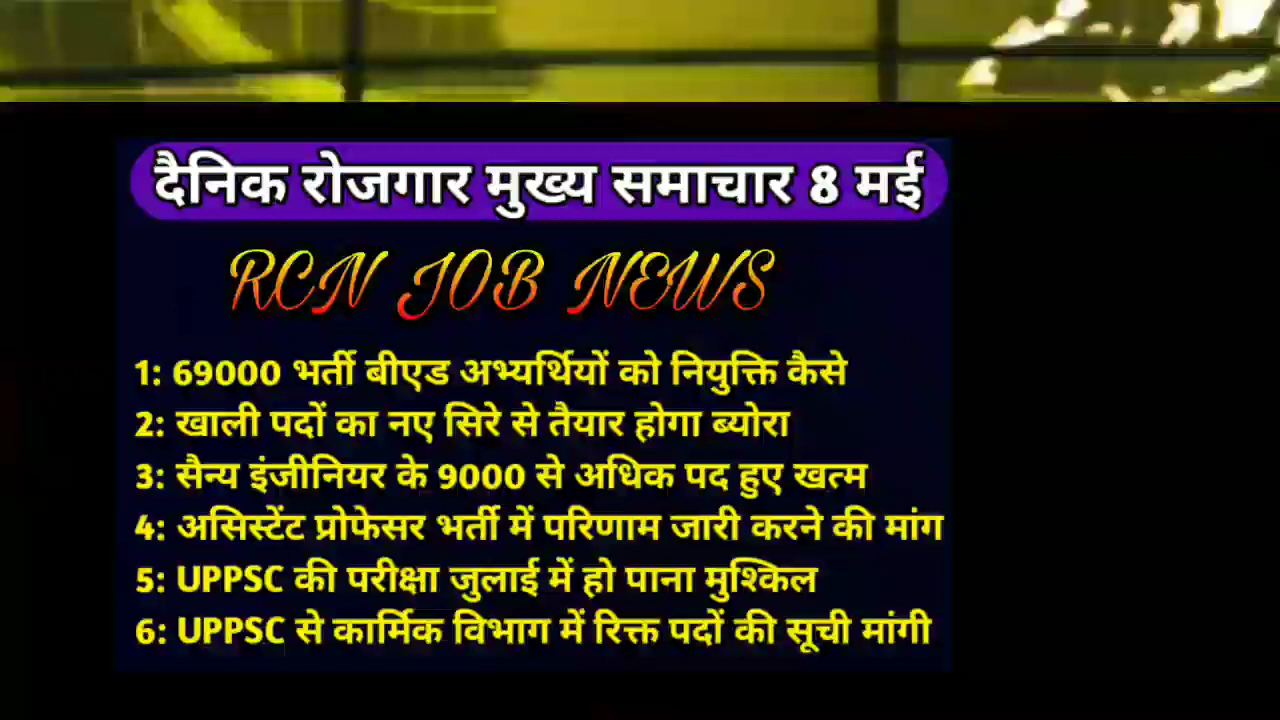 दैनिक रोजगार मुख्य समाचार 8 मई
RCN JOB NEWS
1: 69000 भर्ती बीएड अभ्यर्थियों को नियुक्ति कैसे
2: खाली पदों का नए सिरे से तैयार होगा ब्योरा
3: सैन्य इंजीनियर के 9000 से अधिक पद हुए खत्म
4: असिस्टेंट प्रोफेसर भर्ती में परिणाम जारी करने की मांग
5: UPPSC की परीक्षा जुलाई में हो पाना मुश्किल
6: UPPSC से कार्मिक विभाग में रिक्त पदों की सूची मांगी